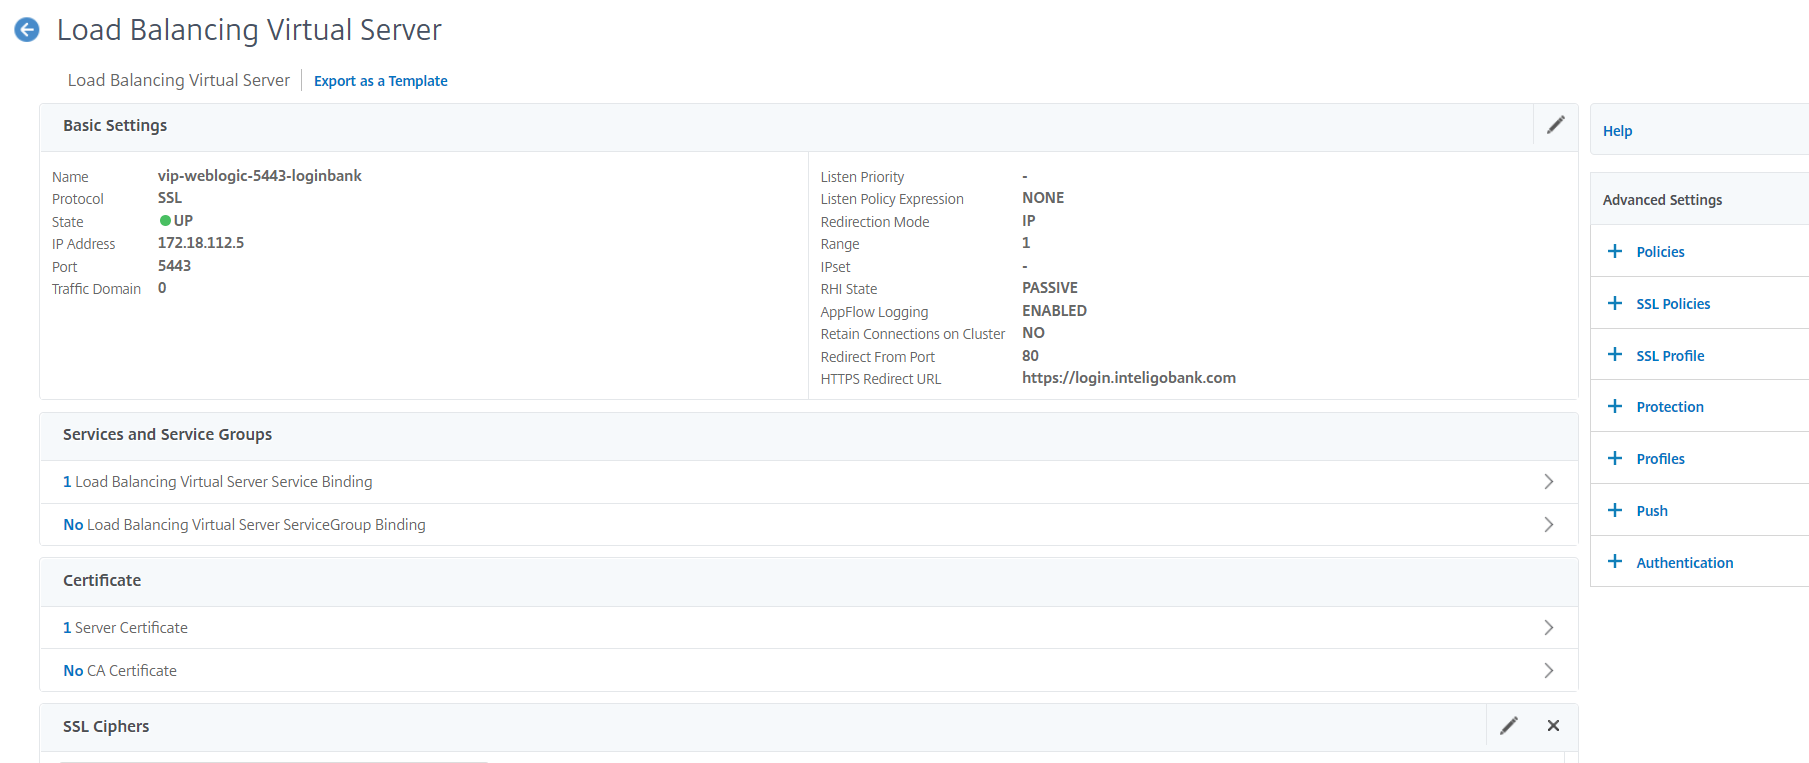 Load Balancing Virtual Server
Load Balancing Virtual Server
Export as a Template
Basic Settings
Name vip-weblogic-5443-loginbank
Protocol SSL
State UP
IP Address 172.18.112.5
Port 5443
Traffic Domain 0
Listen Priority -
Listen Policy Expression NONE
Redirection Mode IP
Range 1
IPset -
RHI State PASSIVE
AppFlow Logging ENABLED
Retain Connections on Cluster NO
Redirect From Port 80
HTTPS Redirect URL https://login.inteligobank.com
Services and Service Groups
1 Load Balancing Virtual Server Service Binding
No Load Balancing Virtual Server ServiceGroup Binding
Certificate
1 Server Certificate
No CA Certificate
SSL Ciphers
Help
Advanced Settings
Policies
SSL Policies
SSL Profile
Protection
Profiles
Push
Authentication